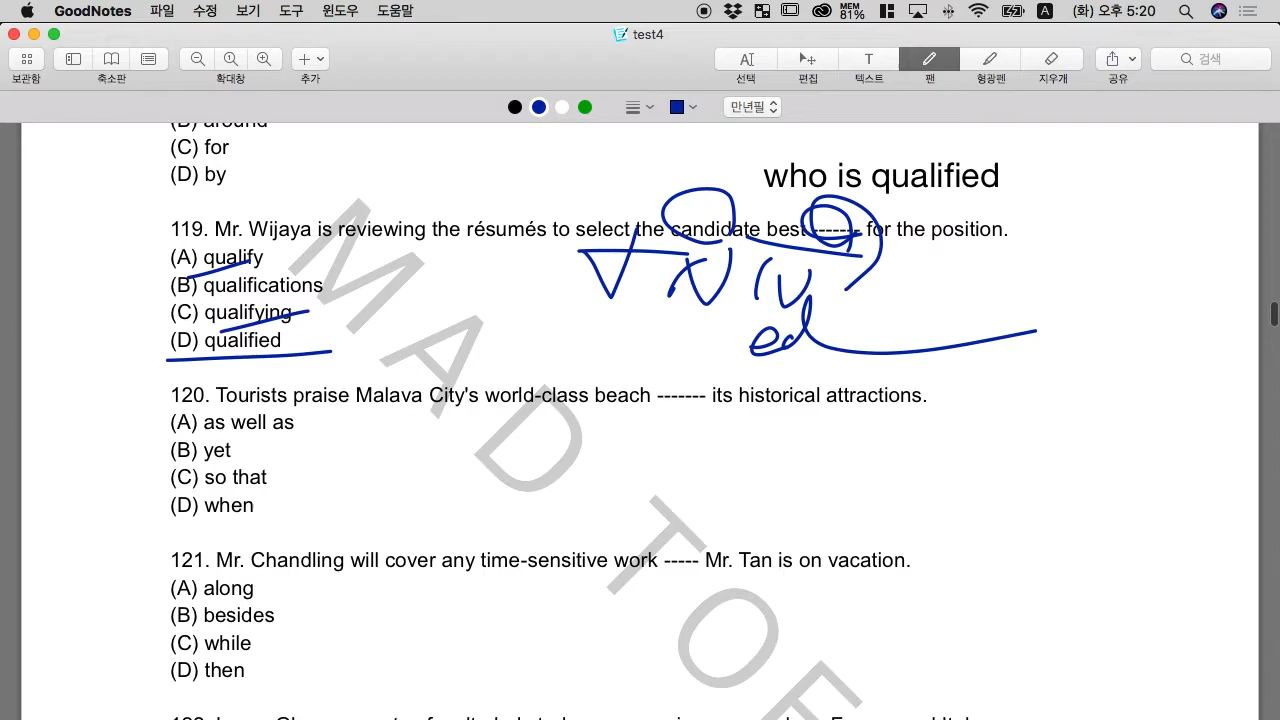 GoodNotes 파일 수정 보기 도구 윈도우 도움말 MEM 81% A (화) 오후 5:20
test4
보관함 축소판 확대창 추가 선택 편집 텍스트 펜 형광펜 지우개 공유 검색
만년필
(B) around
(C) for
(D) by
who is qualified
119. Mr. Wijaya is reviewing the résumés to select the candidate best ------- for the position.
(A) qualify
(B) qualifications
(C) qualifying
(D) qualified
ed
120. Tourists praise Malava City's world-class beach ------- its historical attractions.
(A) as well as
(B) yet
(C) so that
(D) when
121. Mr. Chandling will cover any time-sensitive work ----- Mr. Tan is on vacation.
(A) along
(B) besides
(C) while
(D) then
MAD TOE